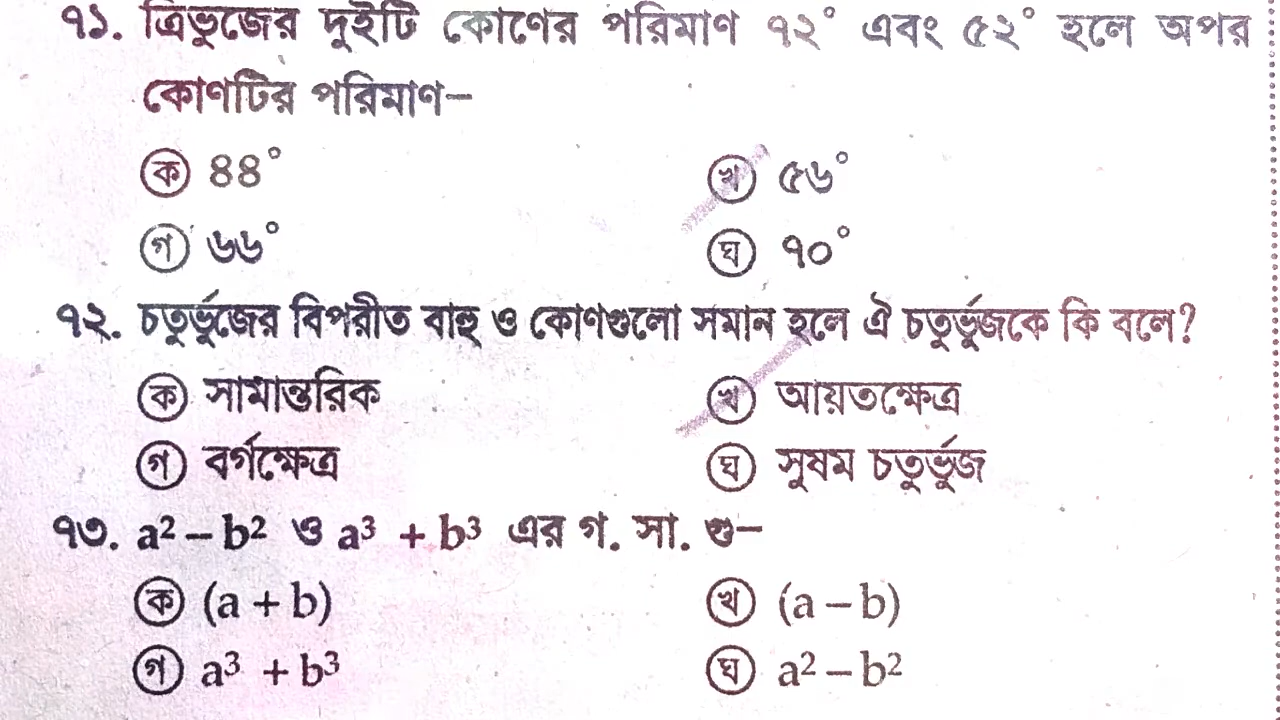 ৭১. ত্রিভুজের দুইটি কোণের পরিমাণ ৭২° এবং ৫২° হলে অপর
কোণটির পরিমাণ–
ক ৪৪° খ ৫৬°
গ ৬৬° ঘ ৭০°
৭২. চতুর্ভুজের বিপরীত বাহু ও কোণগুলো সমান হলে ঐ চতুর্ভুজকে কি বলে?
ক সামান্তরিক খ আয়তক্ষেত্র
গ বর্গক্ষেত্র ঘ সুষম চতুর্ভুজ
৭৩. a² – b² ও a³ + b³ এর গ. সা. গু–
ক (a + b) খ (a – b)
গ a³ + b³ ঘ a² – b²